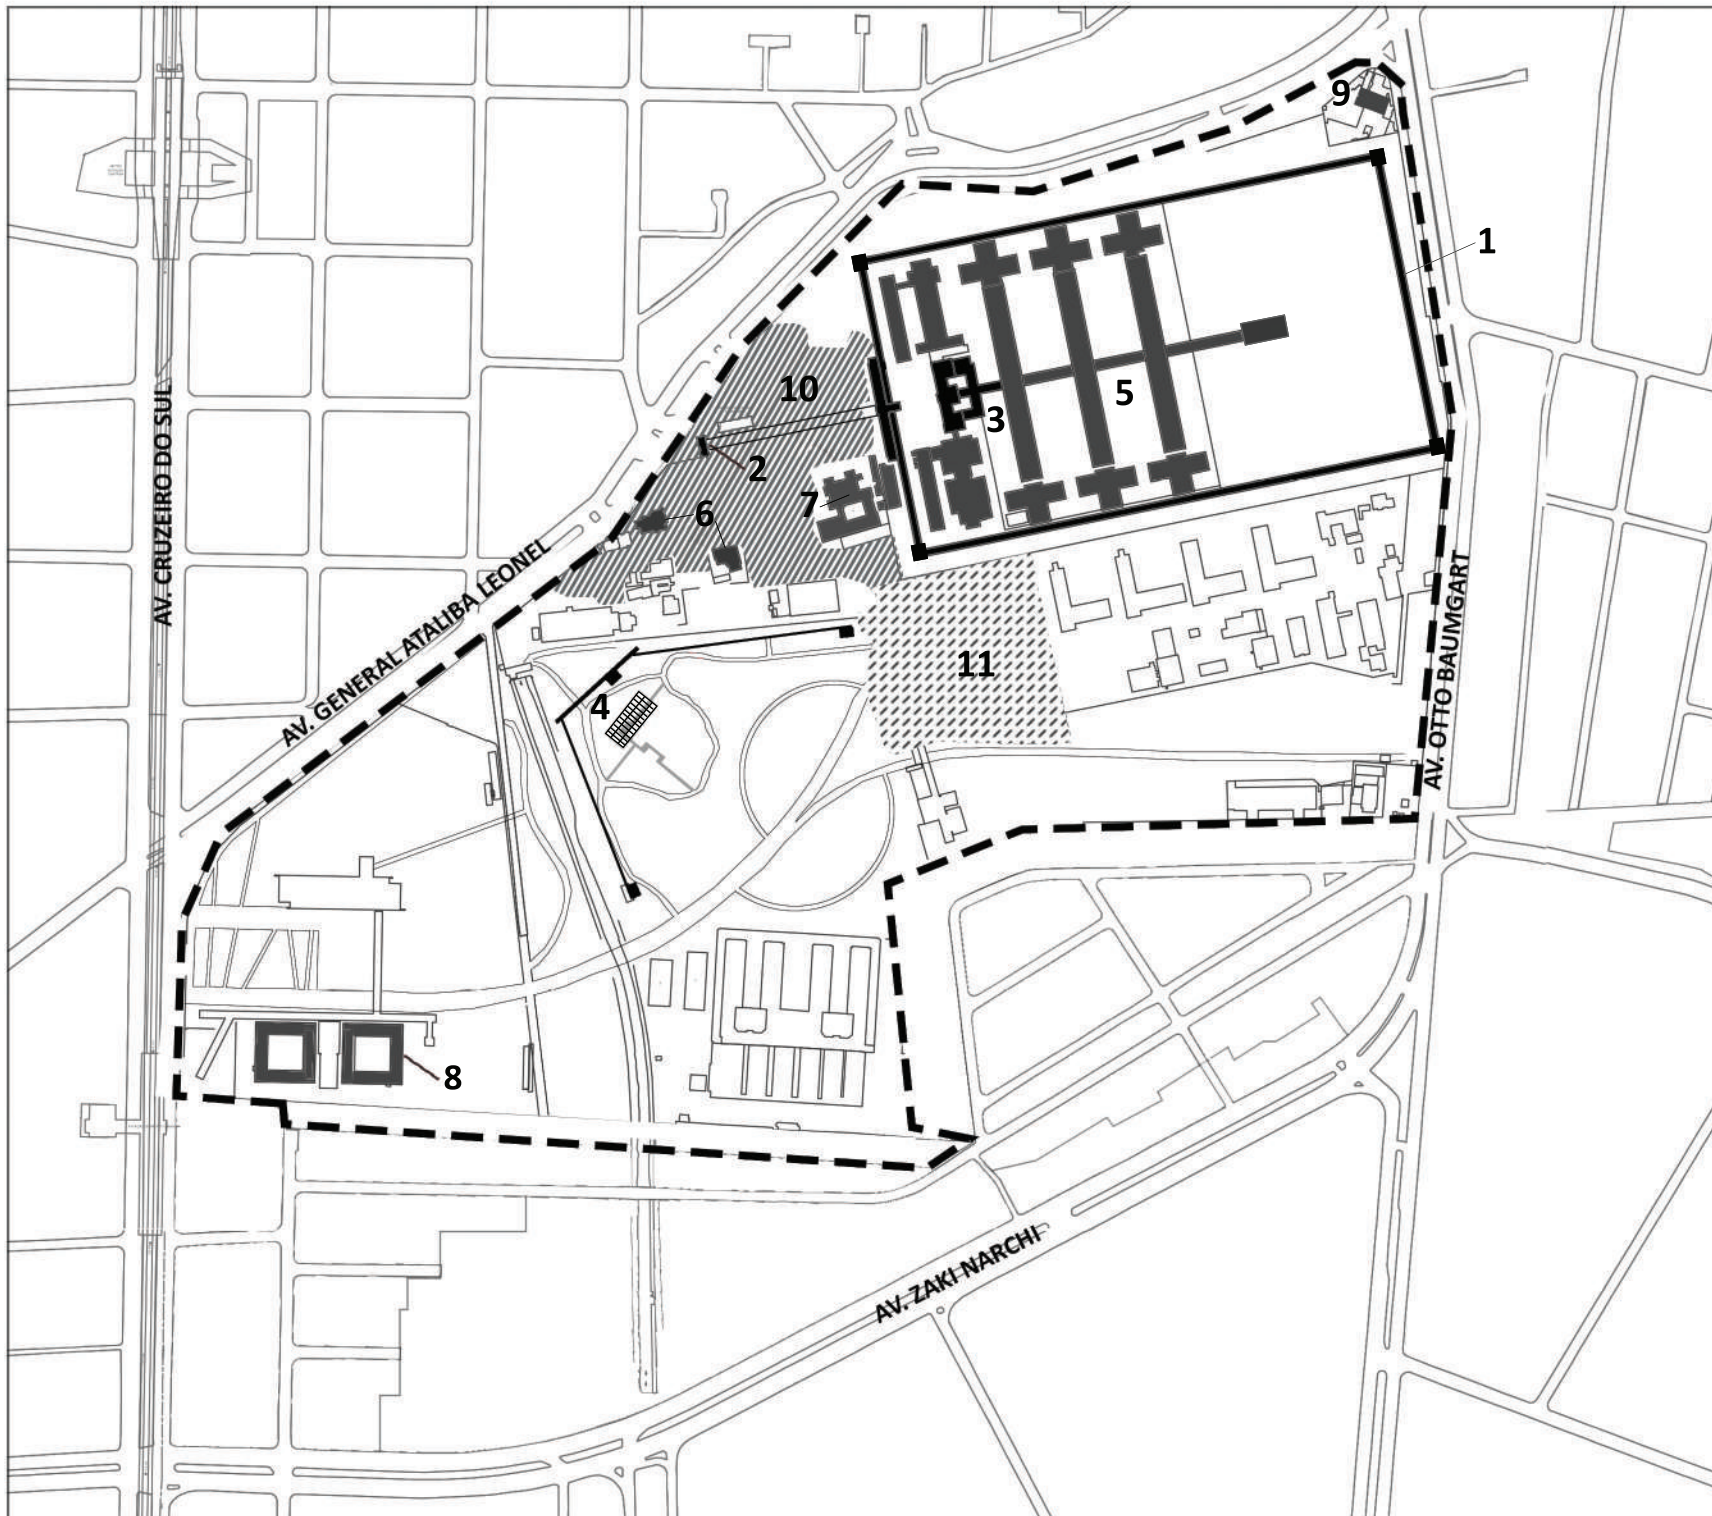 9
1
10
5
3
2
7
6
AV. CRUZEIRO DO SUL
AV. GENERAL ATALIBA LEONEL
11
AV. OTTO BAUMGART
4
8
AV. ZAKI NARCHI